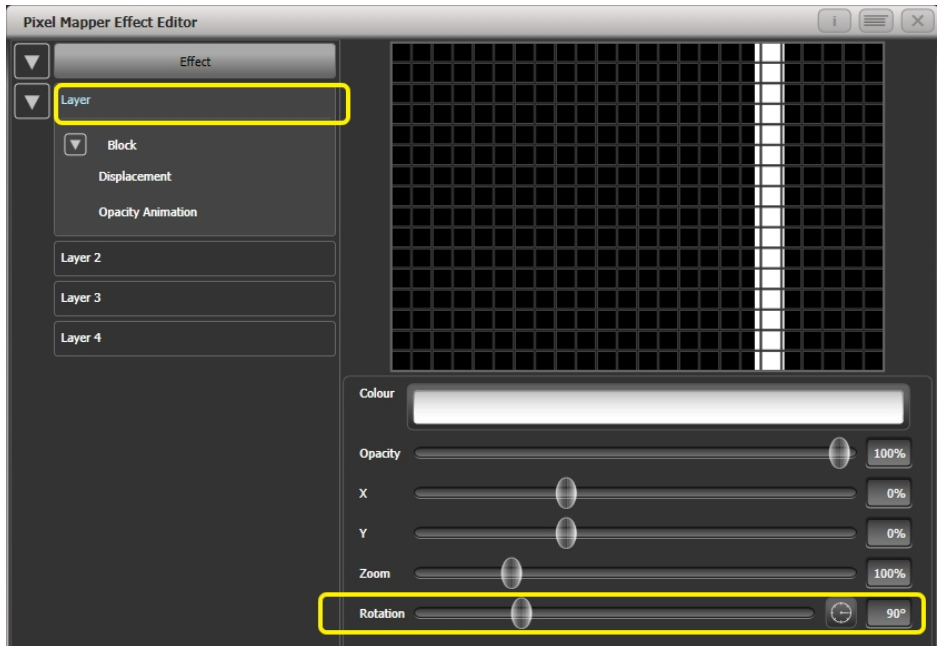 Pixel Mapper Effect Editor
i
Effect
Layer
Block
Displacement
Opacity Animation
Layer 2
Layer 3
Layer 4
Colour
Opacity 100%
X 0%
Y 0%
Zoom 100%
Rotation 90°